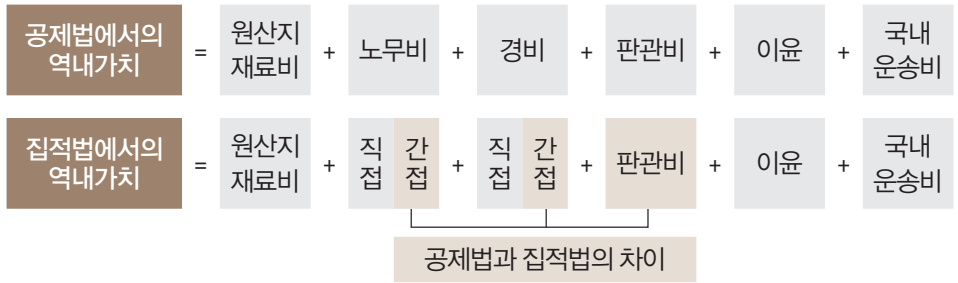 공제법에서의
역내가치
=
원산지
재료비
+
노무비
+
경비
+
판관비
+
이윤
+
국내
운송비
집적법에서의
역내가치
=
원산지
재료비
+
직접
간접
+
직접
간접
+
판관비
+
이윤
+
국내
운송비
공제법과 집적법의 차이